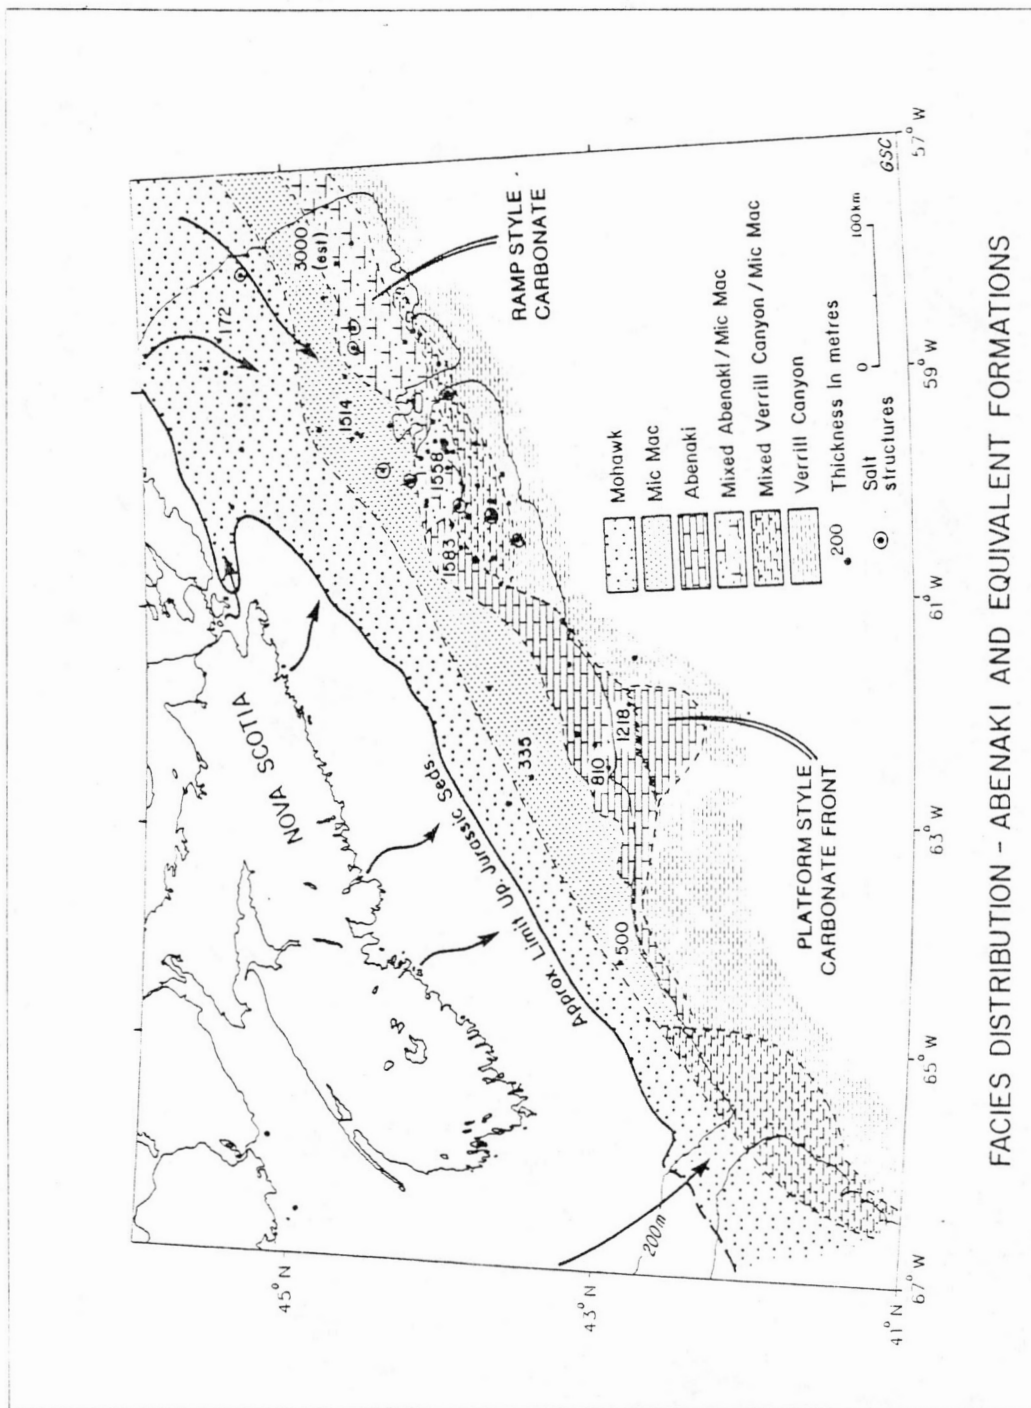 NOVA SCOTIA
Approx. Limit Up. Jurassic Seds.
172
3000
(est)
1514
1558
1583
335
810
1218
500
200m
RAMP STYLE
CARBONATE
PLATFORM STYLE
CARBONATE FRONT
Mohawk
Mic Mac
Abenaki
Mixed Abenaki / Mic Mac
Mixed Verrill Canyon / Mic Mac
Verrill Canyon
200 Thickness In metres
Salt
structures
0 100km
GSC
45° N
43° N
41° N
67° W
65° W
63° W
61° W
59° W
57° W
FACIES DISTRIBUTION - ABENAKI AND EQUIVALENT FORMATIONS